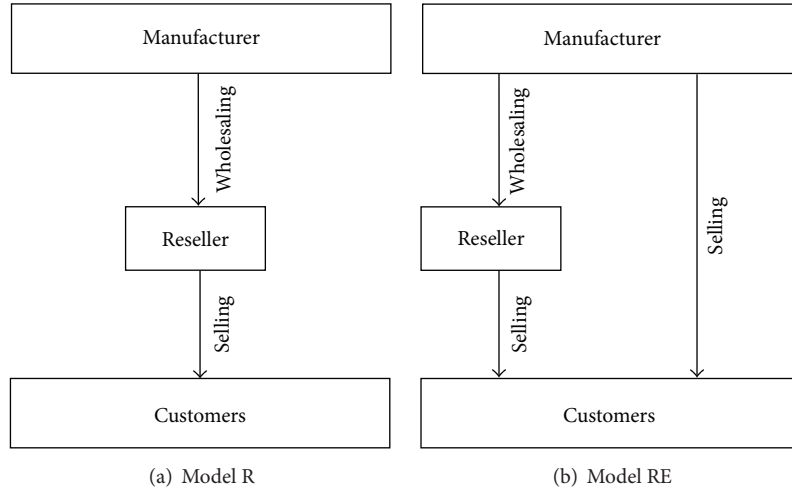 Manufacturer
Wholesaling
Reseller
Selling
Customers
(a) Model R
Manufacturer
Wholesaling
Reseller
Selling
Selling
Customers
(b) Model RE